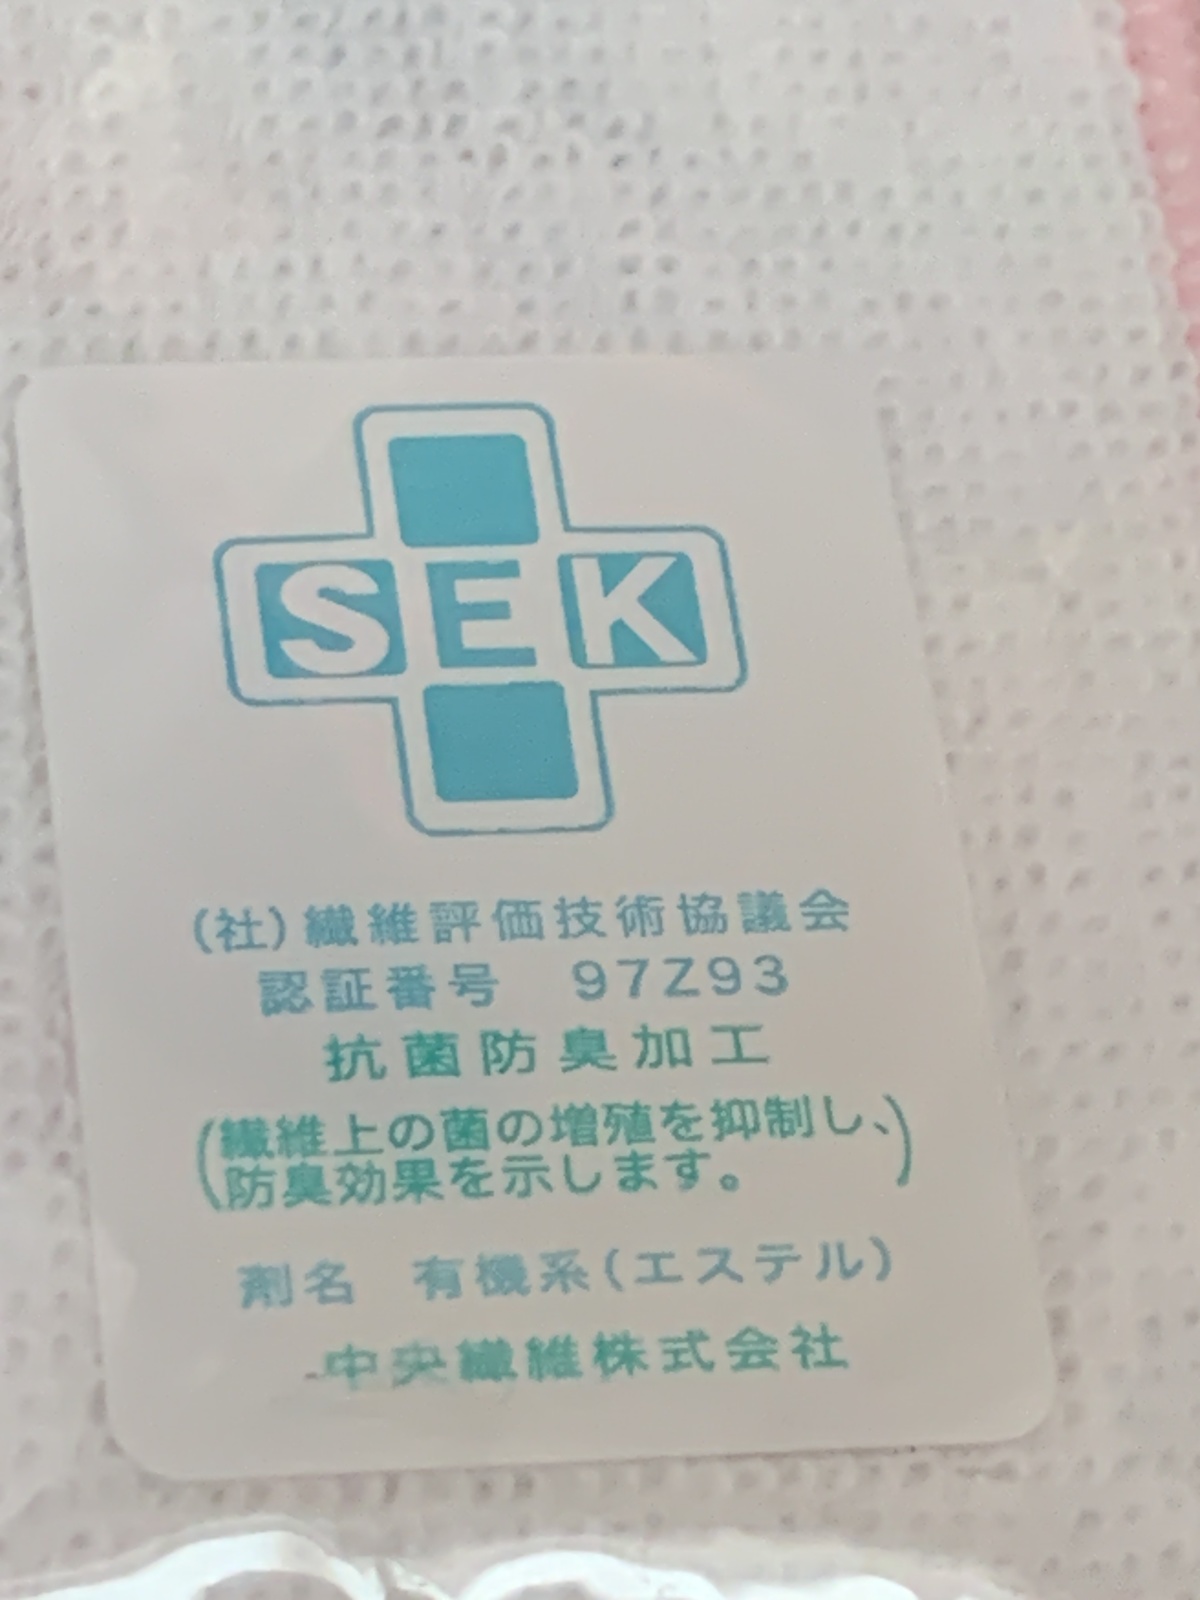 SEK
(社)繊維評価技術協議会
認証番号 97Z93
抗菌防臭加工
(繊維上の菌の増殖を抑制し、
防臭効果を示します。)
剤名 有機系(エステル)
中央繊維株式会社